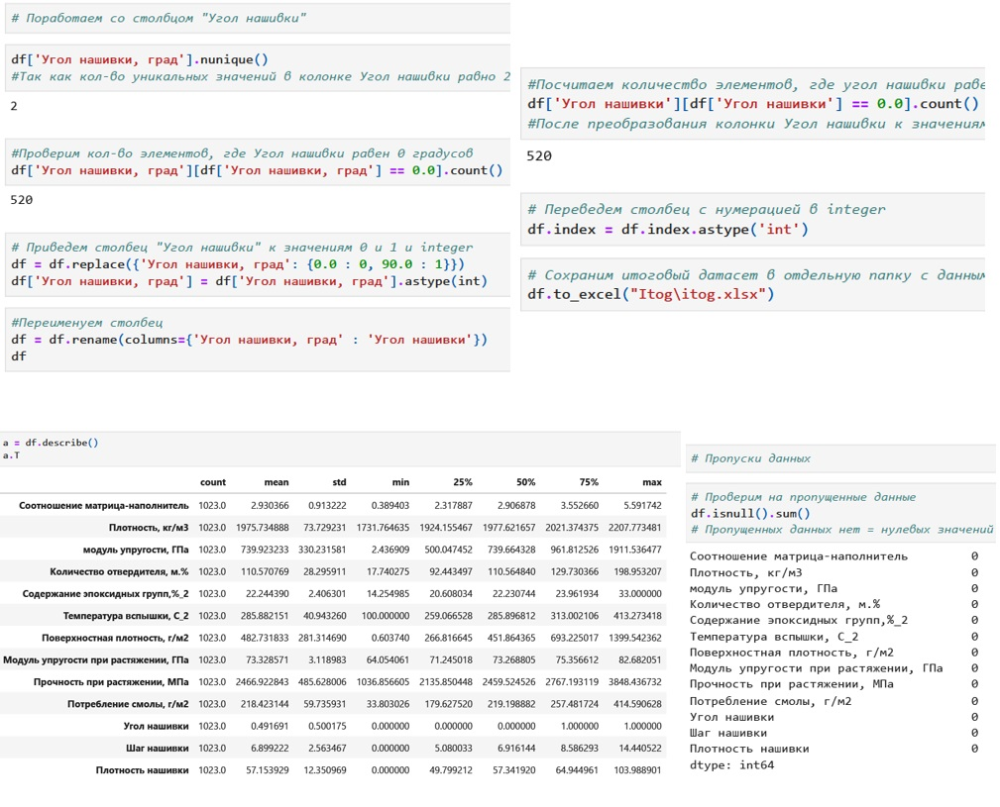 # Поработаем со столбцом "Угол нашивки"
df['Угол нашивки, град'].nunique()
#Так как кол-во уникальных значений в колонке Угол нашивки равно 2
2
#Проверим кол-во элементов, где Угол нашивки равен 0 градусов
df['Угол нашивки, град'][df['Угол нашивки, град'] == 0.0].count()
520
# Приведем столбец "Угол нашивки" к значениям 0 и 1 и integer
df = df.replace({'Угол нашивки, град': {0.0 : 0, 90.0 : 1}})
df['Угол нашивки, град'] = df['Угол нашивки, град'].astype(int)
#Переименуем столбец
df = df.rename(columns={'Угол нашивки, град' : 'Угол нашивки'})
df
#Посчитаем количество элементов, где угол нашивки раве
df['Угол нашивки'][df['Угол нашивки'] == 0.0].count()
#После преобразования колонки Угол нашивки к значениям
520
# Переведем столбец с нумерацией в integer
df.index = df.index.astype('int')
# Сохраним итоговый датасет в отдельную папку с данным
df.to_excel("Itog\itog.xlsx")
a = df.describe()
a.T
count mean std min 25% 50% 75% max
Соотношение матрица-наполнитель 1023.0 2.930366 0.913222 0.389403 2.317887 2.906878 3.552660 5.591742
Плотность, кг/м3 1023.0 1975.734888 73.729231 1731.764635 1924.155467 1977.621657 2021.374375 2207.773481
модуль упругости, ГПа 1023.0 739.923233 330.231581 2.436909 500.047452 739.664328 961.812526 1911.536477
Количество отвердителя, м.% 1023.0 110.570769 28.295911 17.740275 92.443497 110.564840 129.730366 198.953207
Содержание эпоксидных групп,%_2 1023.0 22.244390 2.406301 14.254985 20.608034 22.230744 23.961934 33.000000
Температура вспышки, С_2 1023.0 285.882151 40.943260 100.000000 259.066528 285.896812 313.002106 413.273418
Поверхностная плотность, г/м2 1023.0 482.731833 281.314690 0.603740 266.816645 451.864365 693.225017 1399.542362
Модуль упругости при растяжении, ГПа 1023.0 73.328571 3.118983 64.054061 71.245018 73.268805 75.356612 82.682051
Прочность при растяжении, МПа 1023.0 2466.922843 485.628006 1036.856605 2135.850448 2459.524526 2767.193119 3848.436732
Потребление смолы, г/м2 1023.0 218.423144 59.735931 33.803026 179.627520 219.198882 257.481724 414.590628
Угол нашивки 1023.0 0.491691 0.500175 0.000000 0.000000 0.000000 1.000000 1.000000
Шаг нашивки 1023.0 6.899222 2.563467 0.000000 5.080033 6.916144 8.586293 14.440522
Плотность нашивки 1023.0 57.153929 12.350969 0.000000 49.799212 57.341920 64.944961 103.988901
# Пропуски данных
# Проверим на пропущенные данные
df.isnull().sum()
# Пропущенных данных нет = нулевых значений
Соотношение матрица-наполнитель 0
Плотность, кг/м3 0
модуль упругости, ГПа 0
Количество отвердителя, м.% 0
Содержание эпоксидных групп,%_2 0
Температура вспышки, С_2 0
Поверхностная плотность, г/м2 0
Модуль упругости при растяжении, ГПа 0
Прочность при растяжении, МПа 0
Потребление смолы, г/м2 0
Угол нашивки 0
Шаг нашивки 0
Плотность нашивки 0
dtype: int64